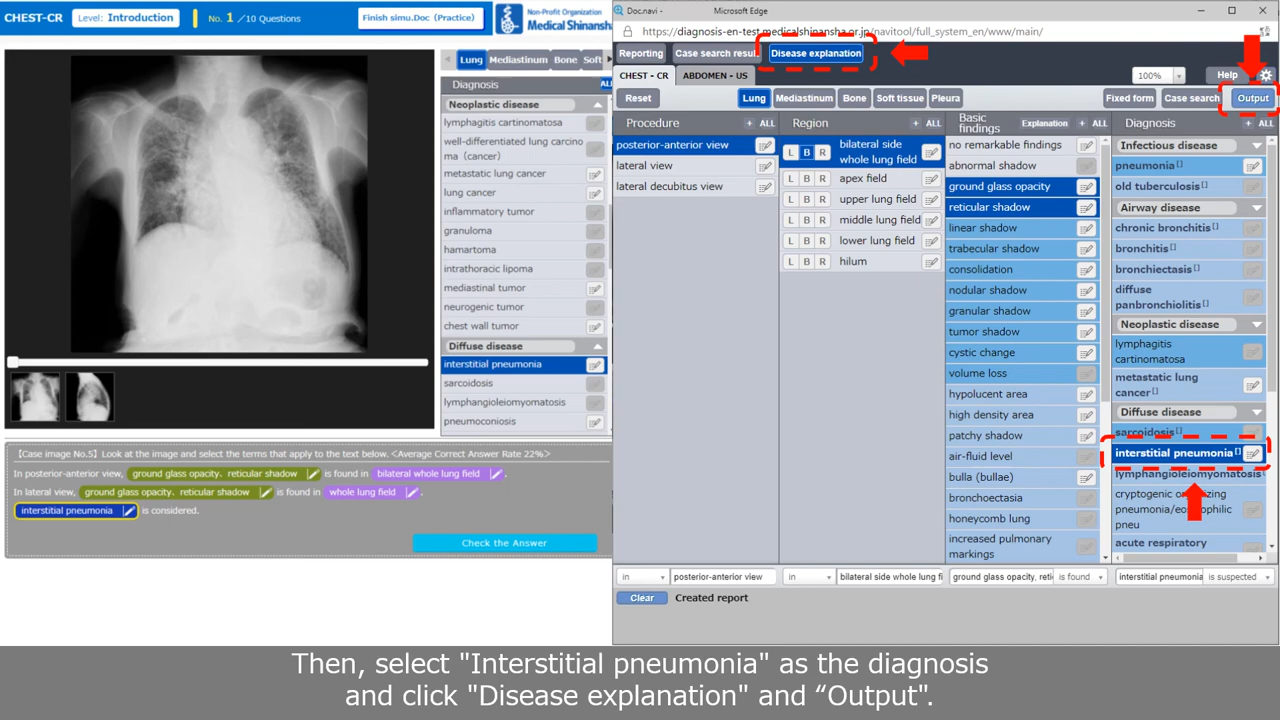 CHEST-CR
Level: Introduction
No. 1 /10 Questions
Finish simu.Doc (Practice)
Non-Profit Organization
Medical Shinansha
Lung
Mediastinum
Bone
Soft
Diagnosis
ALL
Neoplastic disease
lymphagitis cartinomatosa
well-differentiated lung carcino
ma（cancer）
metastatic lung cancer
lung cancer
inflammatory tumor
granuloma
hamartoma
intrathoracic lipoma
mediastinal tumor
neurogenic tumor
chest wall tumor
Diffuse disease
interstitial pneumonia
sarcoidosis
lymphangioleiomyomatosis
pneumoconiosis
【Case image No.5】Look at the image and select the terms that apply to the text below. <Average Correct Answer Rate 22%>
In posterior-anterior view, ground glass opacity、reticular shadow is found in bilateral whole lung field .
In lateral view, ground glass opacity、reticular shadow is found in whole lung field .
interstitial pneumonia is considered.
Check the Answer
Doc.navi - Microsoft Edge
https://diagnosis-en-test.medicalshinansha.or.jp/navitool/full_system_en/www/main/
Reporting
Case search resul
Disease explanation
CHEST - CR
ABDOMEN - US
100%
Help
Reset
Lung
Mediastinum
Bone
Soft tissue
Pleura
Fixed form
Case search
Output
Procedure + ALL
posterior-anterior view
lateral view
lateral decubitus view
Region + ALL
L B R bilateral side
whole lung field
L B R apex field
L B R upper lung field
L B R middle lung field
L B R lower lung field
L B R hilum
Basic
findings Explanation + ALL
no remarkable findings
abnormal shadow
ground glass opacity
reticular shadow
linear shadow
trabecular shadow
consolidation
nodular shadow
granular shadow
tumor shadow
cystic change
volume loss
hypolucent area
high density area
patchy shadow
air-fluid level
bulla (bullae)
bronchoectasia
honeycomb lung
increased pulmonary
markings
Diagnosis + ALL
Infectious disease
pneumonia[]
old tuberculosis[]
Airway disease
chronic bronchitis[]
bronchitis[]
bronchiectasis[]
diffuse
panbronchiolitis[]
Neoplastic disease
lymphagitis
cartinomatosa
metastatic lung
cancer[]
Diffuse disease
sarcoidosis[]
interstitial pneumonia[]
lymphangioleiomyomatosis[
pneumonia/eo
philic
pneu
acute respiratory
in
posterior-anterior view
in
bilateral side whole lung fi
ground glass opacity, reti
is found
interstitial pneumonia
is suspected
Clear
Created report
Then, select "Interstitial pneumonia" as the diagnosis
and click "Disease explanation" and “Output".